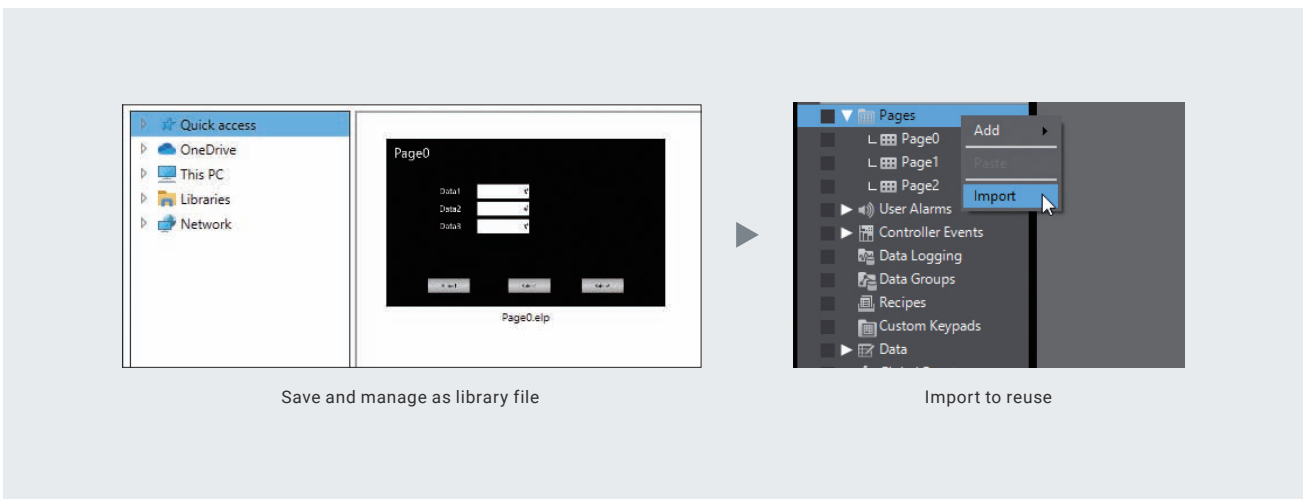 Quick access
OneDrive
This PC
Libraries
Network
Page0
Data1
Data2
Data3
Page0.elp
Save and manage as library file
Pages
Page0
Page1
Page2
User Alarms
Controller Events
Data Logging
Data Groups
Recipes
Custom Keypads
Data
Add
Paste
Import
Import to reuse